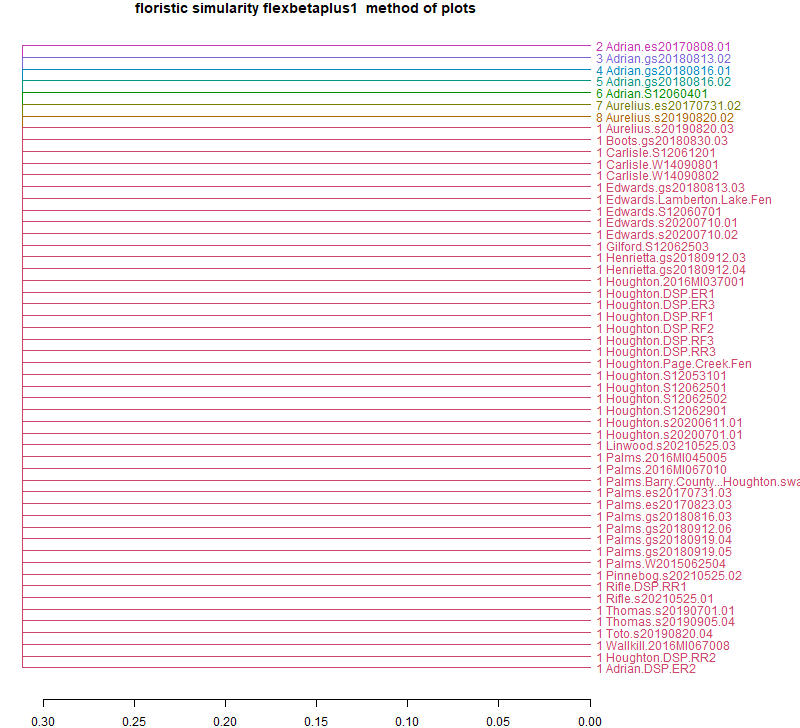 floristic simularity flexbetaplus1 method of plots
2 Adrian.es20170808.01
3 Adrian.gs20180813.02
4 Adrian.gs20180816.01
5 Adrian.gs20180816.02
6 Adrian.S12060401
7 Aurelius.es20170731.02
8 Aurelius.s20190820.02
1 Aurelius.s20190820.03
1 Boots.gs20180830.03
1 Carlisle.S12061201
1 Carlisle.W14090801
1 Carlisle.W14090802
1 Edwards.gs20180813.03
1 Edwards.Lamberton.Lake.Fen
1 Edwards.S12060701
1 Edwards.s20200710.01
1 Edwards.s20200710.02
1 Gilford.S12062503
1 Henrietta.gs20180912.03
1 Henrietta.gs20180912.04
1 Houghton.2016MI037001
1 Houghton.DSP.ER1
1 Houghton.DSP.ER3
1 Houghton.DSP.RF1
1 Houghton.DSP.RF2
1 Houghton.DSP.RF3
1 Houghton.DSP.RR3
1 Houghton.Page.Creek.Fen
1 Houghton.S12053101
1 Houghton.S12062501
1 Houghton.S12062502
1 Houghton.S12062901
1 Houghton.s20200611.01
1 Houghton.s20200701.01
1 Linwood.s20210525.03
1 Palms.2016MI045005
1 Palms.2016MI067010
1 Palms.Barry.County...Houghton.swa
1 Palms.es20170731.03
1 Palms.es20170823.03
1 Palms.gs20180816.03
1 Palms.gs20180912.06
1 Palms.gs20180919.04
1 Palms.gs20180919.05
1 Palms.W2015062504
1 Pinnebog.s20210525.02
1 Rifle.DSP.RR1
1 Rifle.s20210525.01
1 Thomas.s20190701.01
1 Thomas.s20190905.04
1 Toto.s20190820.04
1 Wallkill.2016MI067008
1 Houghton.DSP.RR2
1 Adrian.DSP.ER2
0.30 0.25 0.20 0.15 0.10 0.05 0.00